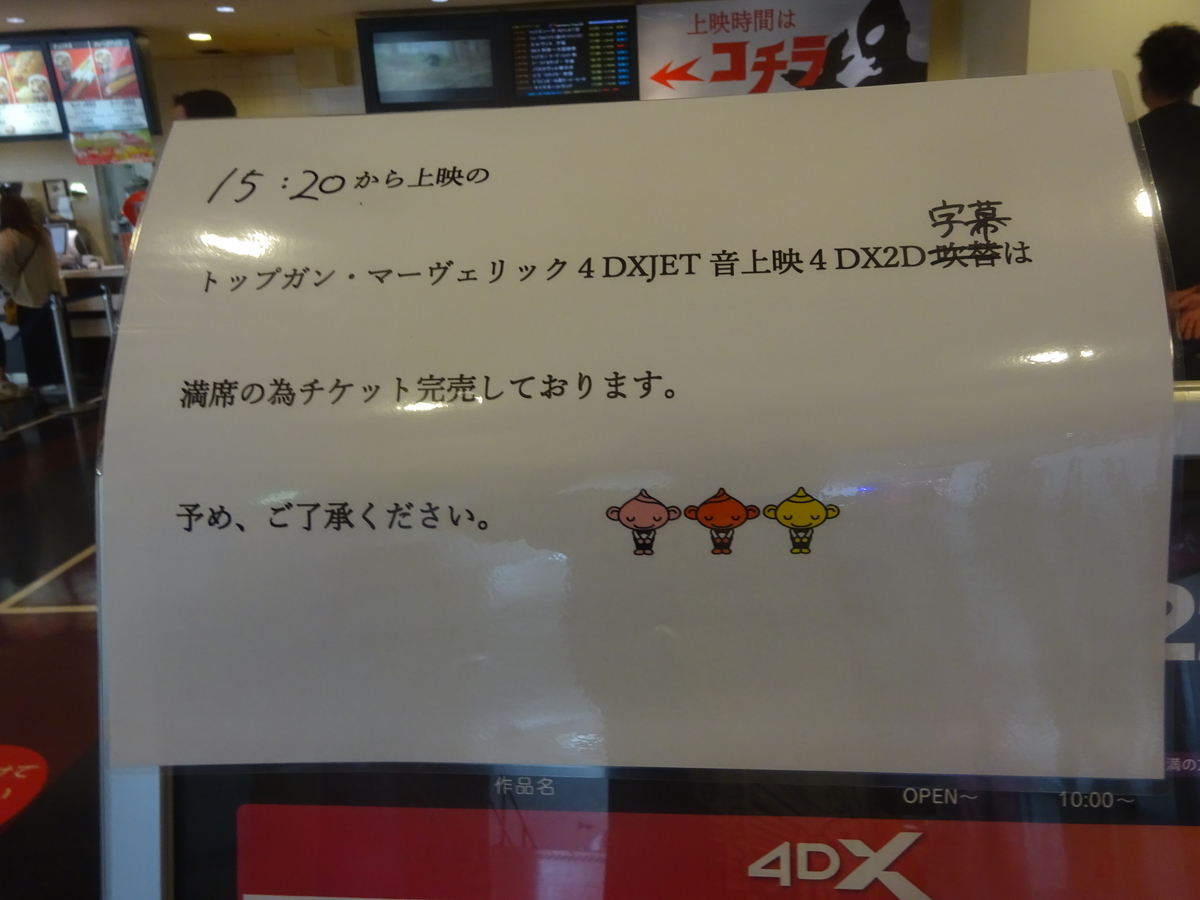 上映時間は
コチラ
15:20から上映の
字幕
トップガン・マーヴェリック4DXJET音上映4DX2D吹替は
満席の為チケット完売しております。
予め、ご了承ください。
作品名
OPEN～
10:00～
4DX